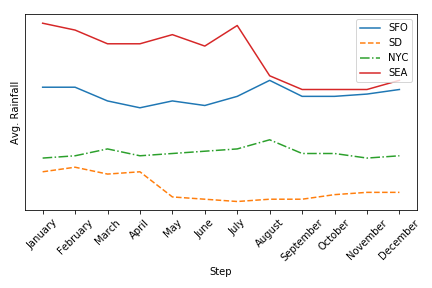 SFO
SD
NYC
SEA
Avg. Rainfall
January
February
March
April
May
June
July
August
September
October
November
December
Step